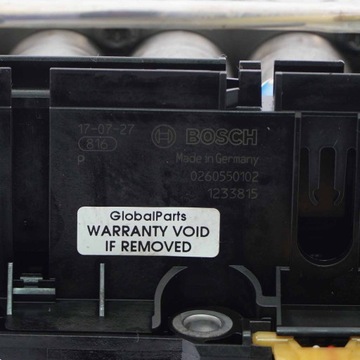 17-07-27
816
P
BOSCH
Made in Germany
0260550102
1233815
GlobalParts
WARRANTY VOID
IF REMOVED